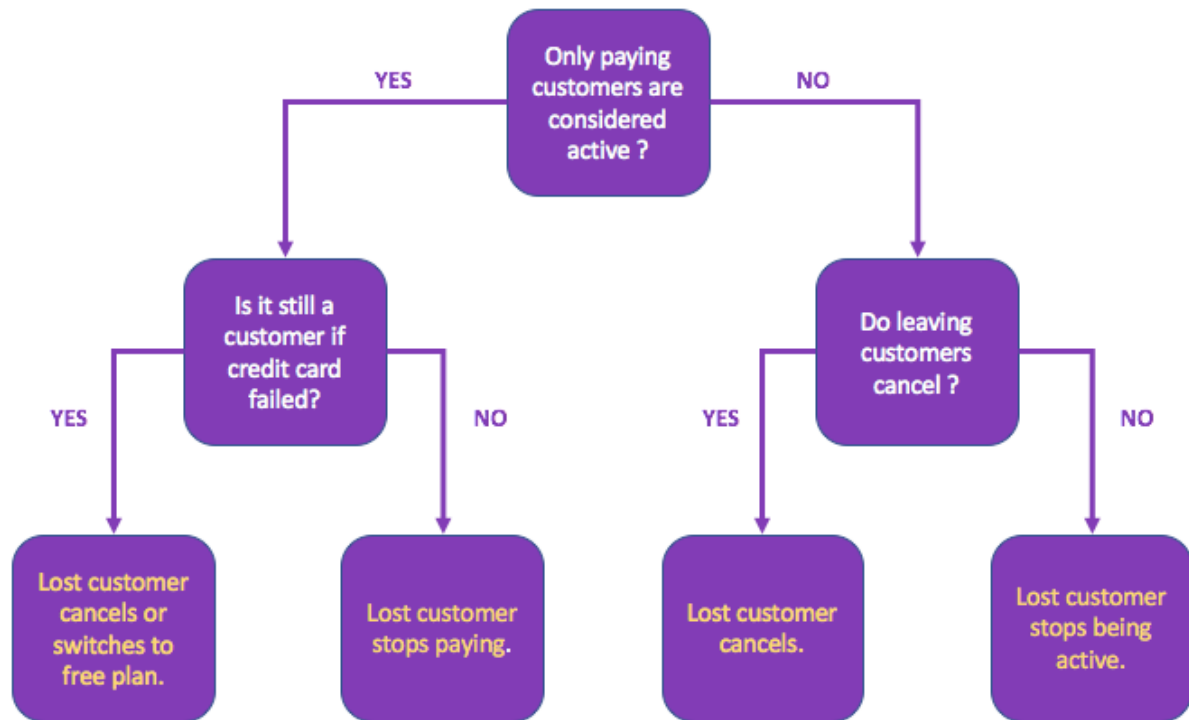 Only paying
customers are
considered
active ?
YES
NO
Is it still a
customer if
credit card
failed?
Do leaving
customers
cancel ?
YES
NO
YES
NO
Lost customer
cancels or
switches to
free plan.
Lost customer
stops paying.
Lost customer
cancels.
Lost customer
stops being
active.